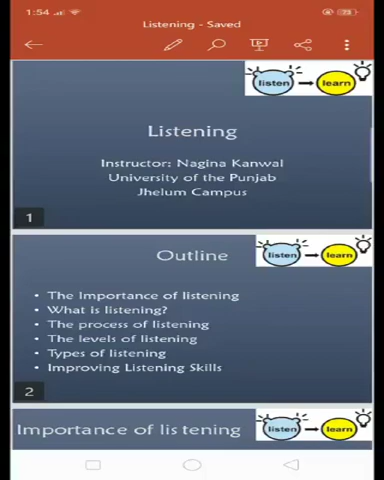 1:54
Listening - Saved
listen → learn
Listening
Instructor: Nagina Kanwal
University of the Punjab
Jhelum Campus
1
listen → learn
Outline
• The Importance of listening
• What is listening?
• The process of listening
• The levels of listening
• Types of listening
• Improving Listening Skills
2
listen → learn
Importance of listening